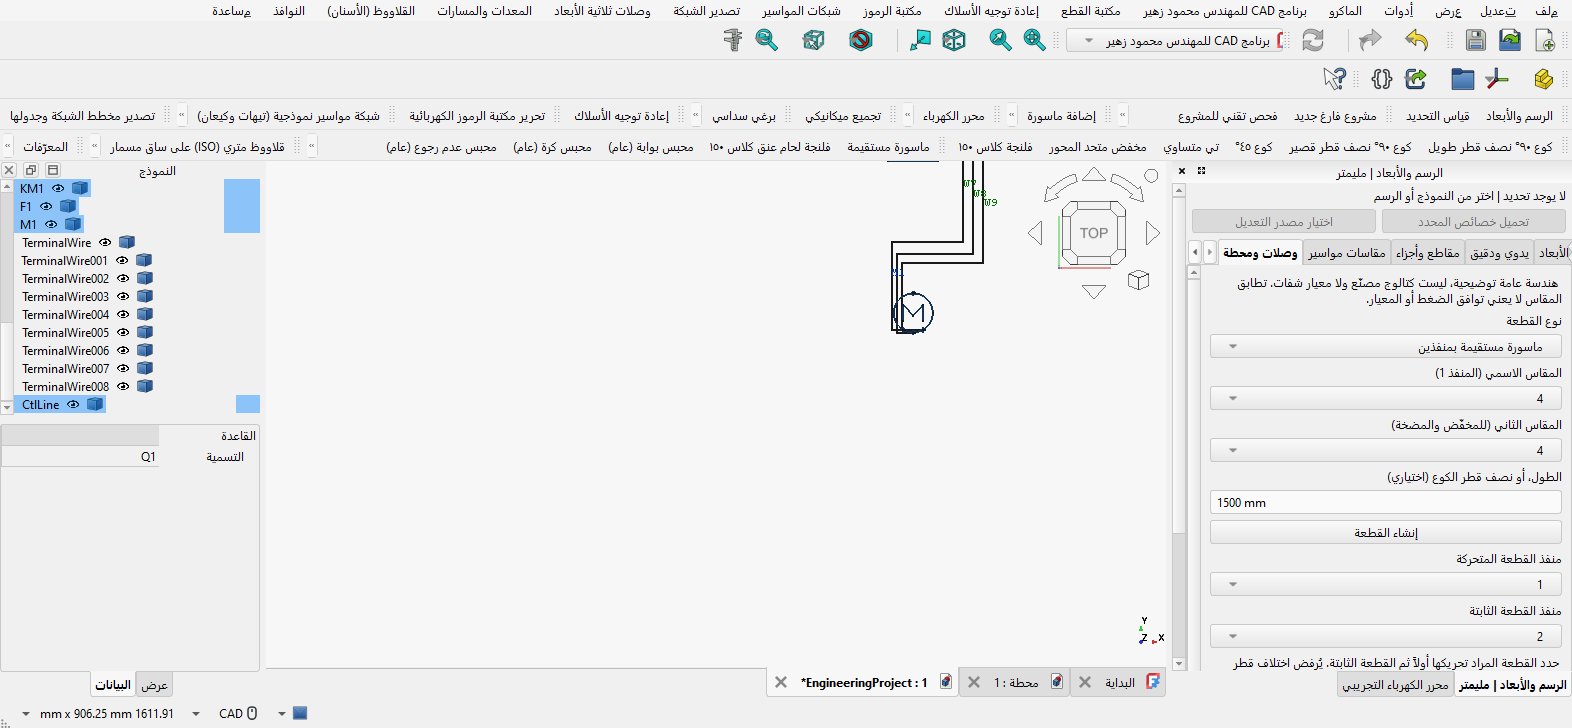 ملف تعديل عرض أدوات الماكرو برنامج CAD للمهندس محمود زهير مكتبة القطع إعادة توجيه الأسلاك مكتبة الرموز شبكات المواسير تصدير الشبكة وصلات ثلاثية الأبعاد المعدات والمسارات القلاووظ (الأسنان) النوافذ مساعدة
برنامج CAD للمهندس محمود زهير
الرسم والأبعاد قياس التحديد مشروع فارغ جديد فحص تقني للمشروع » إضافة ماسورة » محرر الكهرباء » تجميع ميكانيكي برغي سداسي » إعادة توجيه الأسلاك تحرير مكتبة الرموز الكهربائية شبكة مواسير نموذجية (تيهات وكيعان) » تصدير مخطط الشبكة وجدولها
كوع ٩٠° نصف قطر طويل كوع ٩٠° نصف قطر قصير كوع ٤٥° تي متساوي مخفض متحد المحور فلنجة كلاس ١٥٠ ماسورة مستقيمة فلنجة لحام عنق كلاس ١٥٠ محبس بوابة (عام) محبس كرة (عام) محبس عدم رجوع (عام) » قلاووظ متري (ISO) على ساق مسمار » المعرّفات »
الرسم والأبعاد | مليمتر
لا يوجد تحديد | اختر من النموذج أو الرسم
تحميل خصائص المحدد اختيار مصدر التعديل
الأبعاد يدوي ودقيق مقاطع وأجزاء مقاسات مواسير وصلات ومحطة
هندسة عامة توضيحية، ليست كتالوج مصنّع ولا معيار شفات. تطابق
المقاس لا يعني توافق الضغط أو المعيار.
نوع القطعة
ماسورة مستقيمة بمنفذين
المقاس الاسمي (المنفذ 1)
4
المقاس الثاني (للمخفّض والمضخة)
4
الطول، أو نصف قطر الكوع (اختياري)
1500 mm
إنشاء القطعة
منفذ القطعة المتحركة
1
منفذ القطعة الثابتة
2
حدد القطعة المراد تحريكها أولاً ثم القطعة الثابتة. يُرفض اختلاف قطر
الرسم والأبعاد | مليمتر محرر الكهرباء التجريبي
W7
W8
W9
M
TOP
Y
Z X
البداية
محطة : 1
EngineeringProject : 1*
النموذج
KM1
F1
M1
TerminalWire
TerminalWire001
TerminalWire002
TerminalWire003
TerminalWire004
TerminalWire005
TerminalWire006
TerminalWire007
TerminalWire008
CtlLine
القاعدة
التسمية Q1
عرض البيانات
CAD
mm x 906.25 mm 1611.91